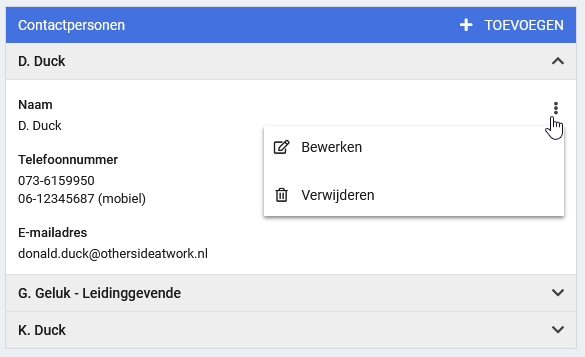 Contactpersonen
TOEVOEGEN
D. Duck
Naam
D. Duck
Bewerken
Telefoonnummer
073-6159950
06-12345687 (mobiel)
Verwijderen
E-mailadres
donald.duck@othersideatwork.nl
G. Geluk - Leidinggevende
K. Duck